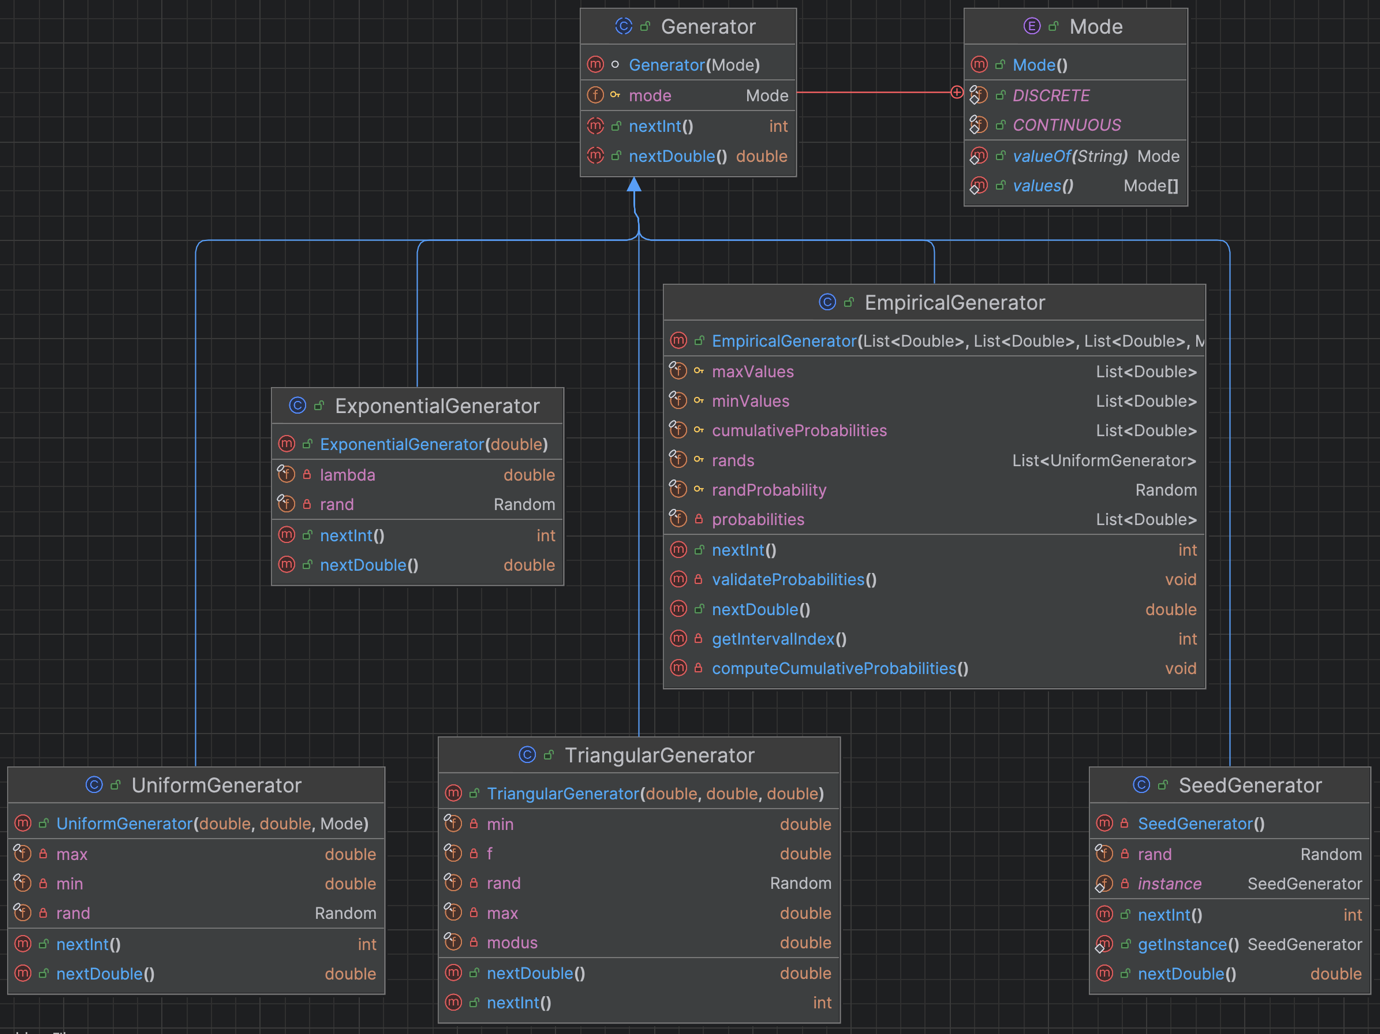 Generator
Generator(Mode)
mode Mode
nextInt() int
nextDouble() double
Mode
Mode()
DISCRETE
CONTINUOUS
valueOf(String) Mode
values() Mode[]
EmpiricalGenerator
EmpiricalGenerator(List<Double>, List<Double>, List<Double>, M
maxValues List<Double>
minValues List<Double>
cumulativeProbabilities List<Double>
rands List<UniformGenerator>
randProbability Random
probabilities List<Double>
nextInt() int
validateProbabilities() void
nextDouble() double
getIntervalIndex() int
computeCumulativeProbabilities() void
ExponentialGenerator
ExponentialGenerator(double)
lambda double
rand Random
nextInt() int
nextDouble() double
UniformGenerator
UniformGenerator(double, double, Mode)
max double
min double
rand Random
nextInt() int
nextDouble() double
TriangularGenerator
TriangularGenerator(double, double, double)
min double
f double
rand Random
max double
modus double
nextDouble() double
nextInt() int
SeedGenerator
SeedGenerator()
rand Random
instance SeedGenerator
nextInt() int
getInstance() SeedGenerator
nextDouble() double